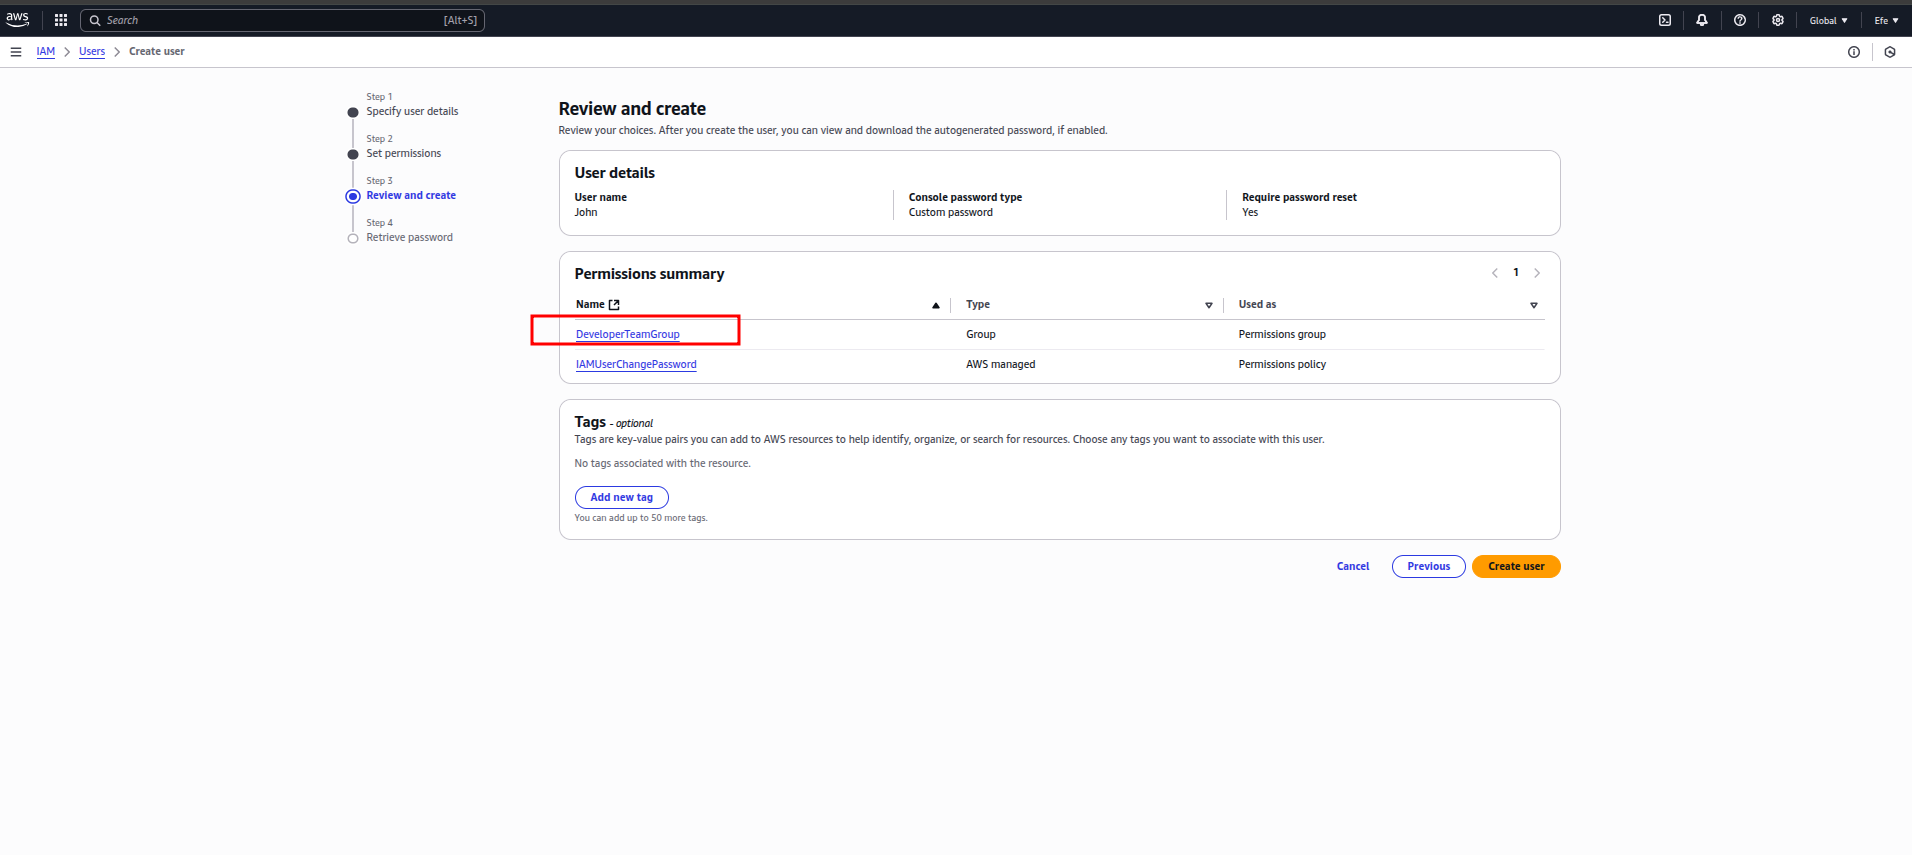 aws Search [Alt+S] Global Efe
IAM Users Create user
Step 1
Specify user details
Step 2
Set permissions
Step 3
Review and create
Step 4
Retrieve password
Review and create
Review your choices. After you create the user, you can view and download the autogenerated password, if enabled.
User details
User name Console password type Require password reset
John Custom password Yes
Permissions summary 1
Name Type Used as
DeveloperTeamGroup Group Permissions group
IAMUserChangePassword AWS managed Permissions policy
Tags - optional
Tags are key-value pairs you can add to AWS resources to help identify, organize, or search for resources. Choose any tags you want to associate with this user.
No tags associated with the resource.
Add new tag
You can add up to 50 more tags.
Cancel Previous Create user